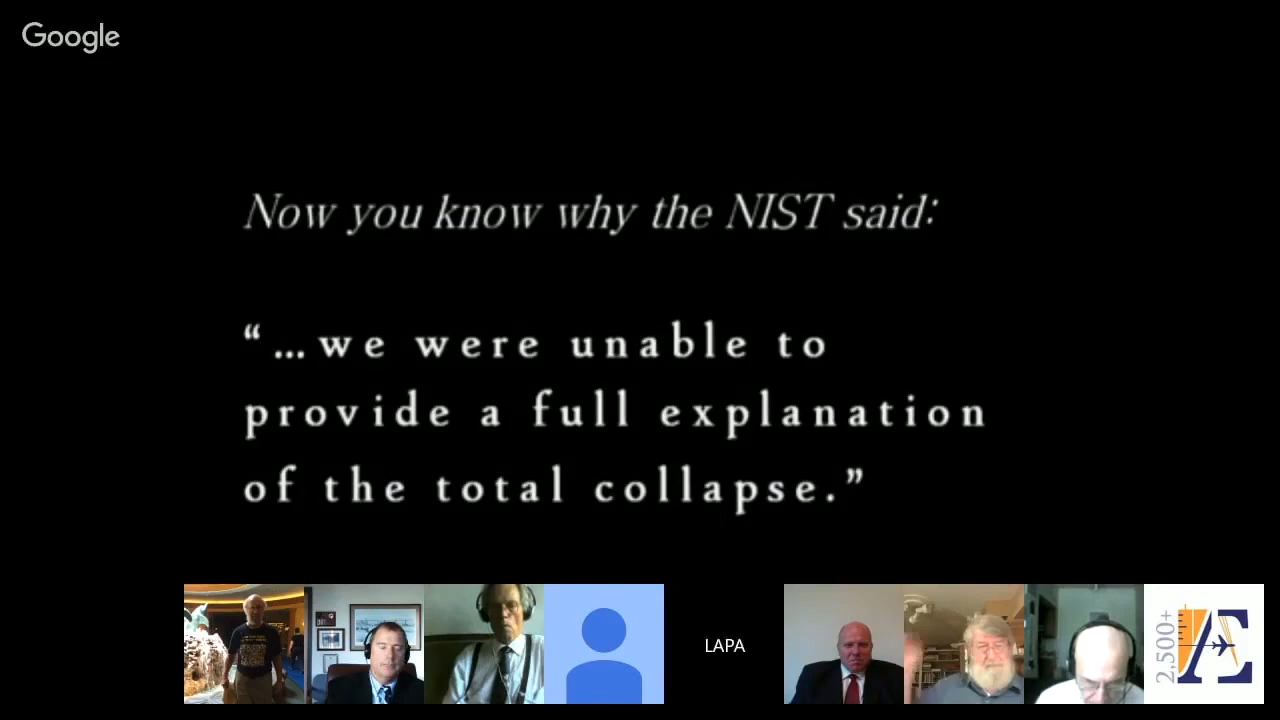 Google
Now you know why the NIST said:
“…we were unable to
provide a full explanation
of the total collapse.”
LAPA
2,500+
AE